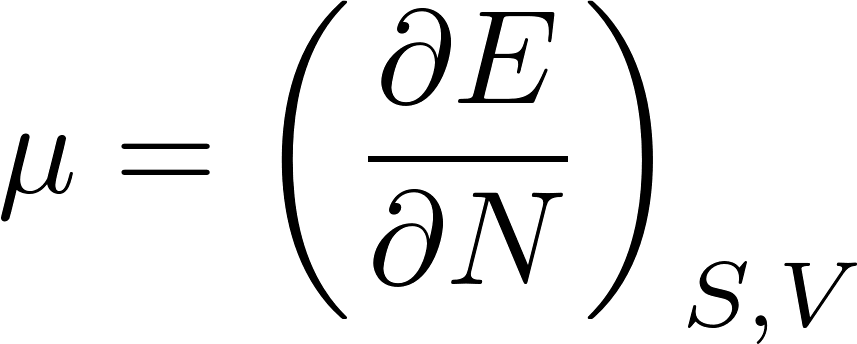 μ = (∂E/∂N)_{S,V}